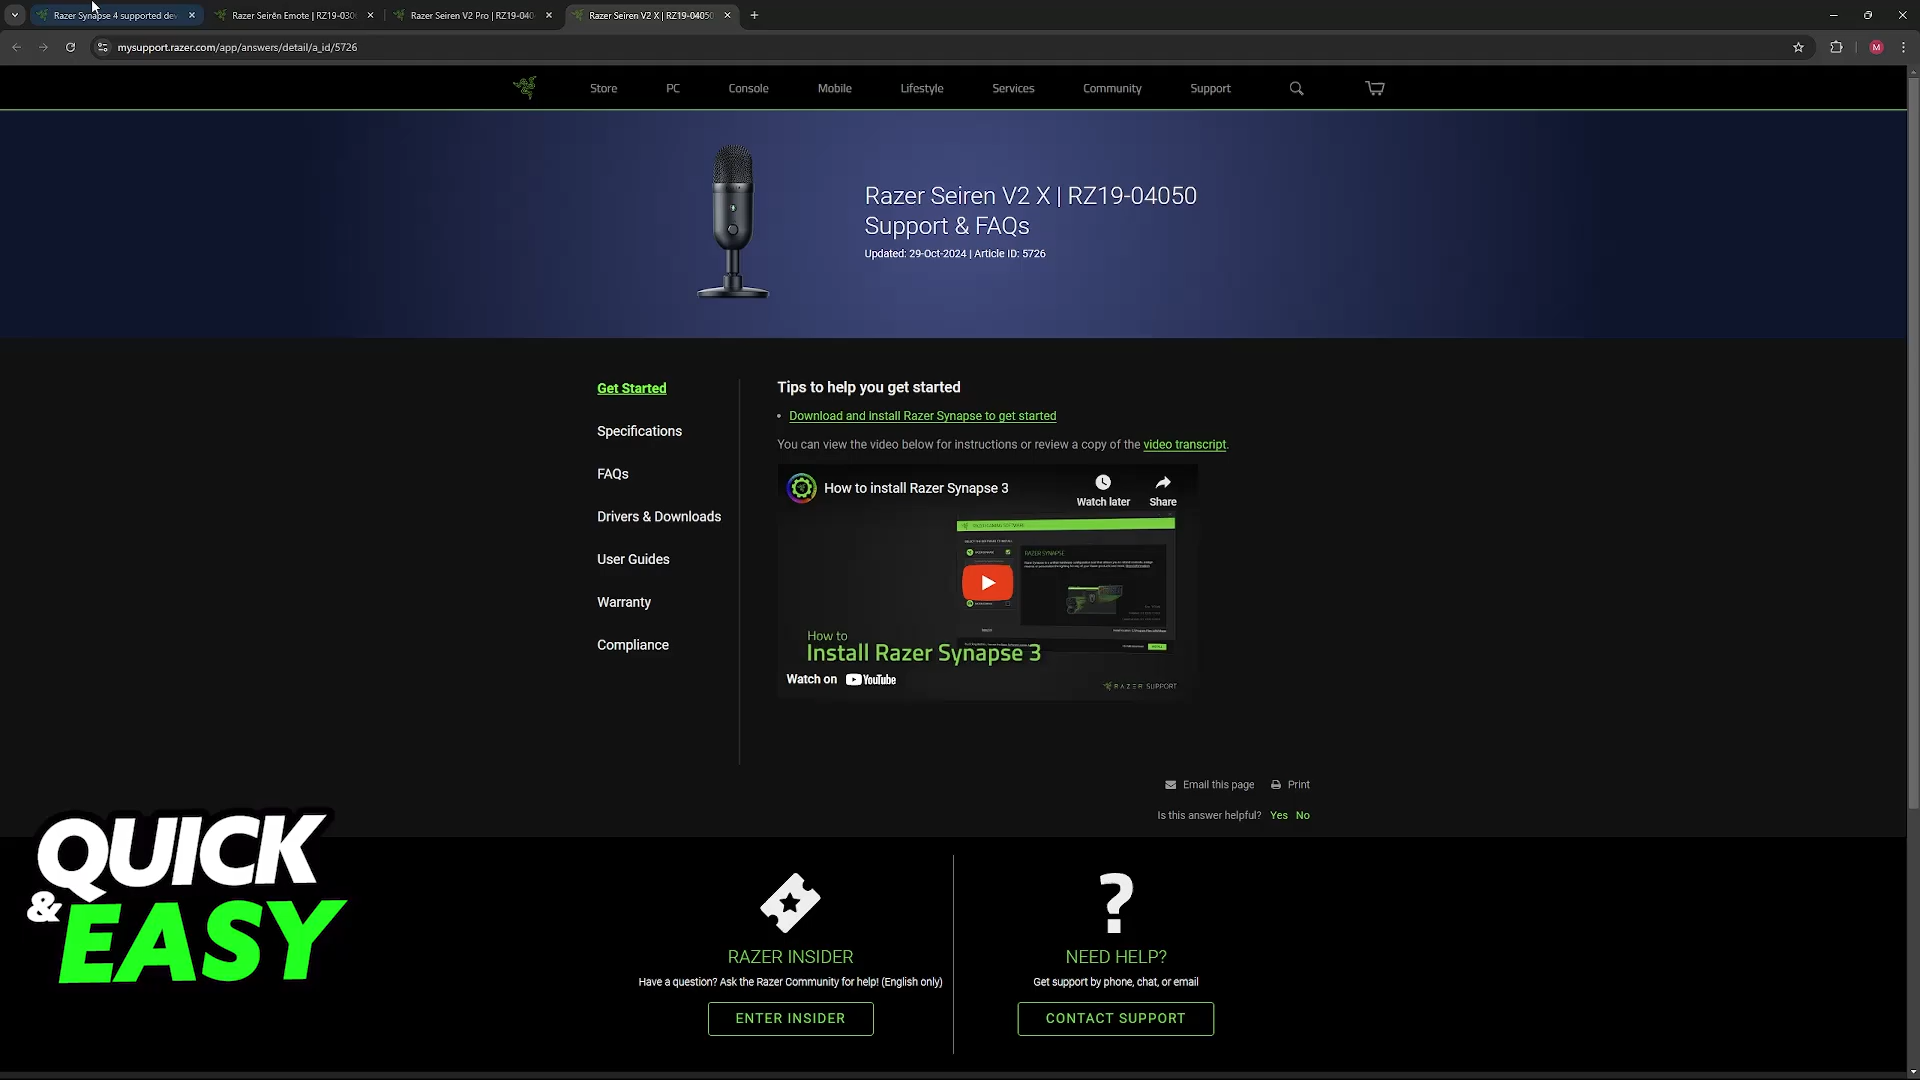 Razer Synapse 4 supported dev
Razer Seirēn Emote | RZ19-030
Razer Seiren V2 Pro | RZ19-040
Razer Seiren V2 X | RZ19-04050
mysupport.razer.com/app/answers/detail/a_id/5726
M
Store
PC
Console
Mobile
Lifestyle
Services
Community
Support
Razer Seiren V2 X | RZ19-04050
Support & FAQs
Updated: 29-Oct-2024 | Article ID: 5726
Get Started
Specifications
FAQs
Drivers & Downloads
User Guides
Warranty
Compliance
Tips to help you get started
• Download and install Razer Synapse to get started
You can view the video below for instructions or review a copy of the video transcript.
How to install Razer Synapse 3
Watch later
Share
RAZER SYNAPSE
How to
Install Razer Synapse 3
Watch on YouTube
RAZER SUPPORT
Email this page
Print
Is this answer helpful? Yes No
QUICK
& EASY
RAZER INSIDER
Have a question? Ask the Razer Community for help! (English only)
ENTER INSIDER
?
NEED HELP?
Get support by phone, chat, or email
CONTACT SUPPORT